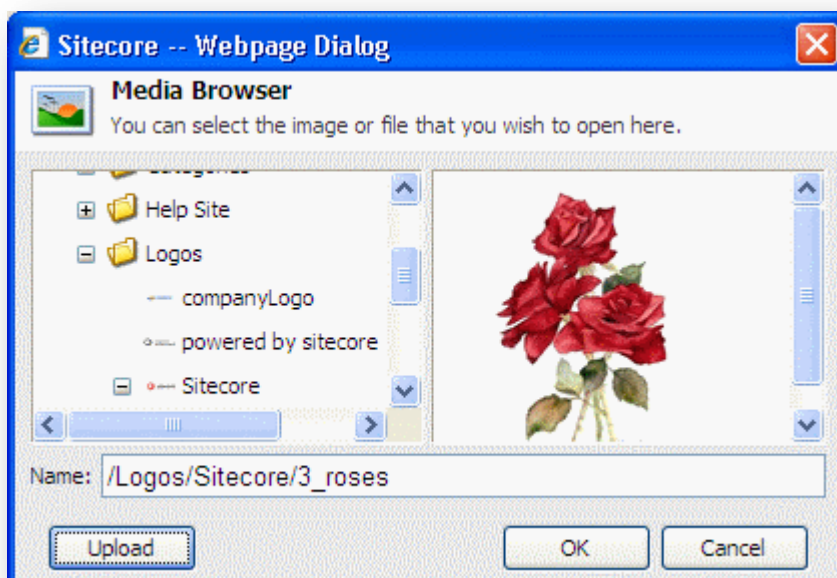 Sitecore -- Webpage Dialog
Media Browser
You can select the image or file that you wish to open here.
Categories
Help Site
Logos
companyLogo
powered by sitecore
Sitecore
Name: /Logos/Sitecore/3_roses
Upload OK Cancel